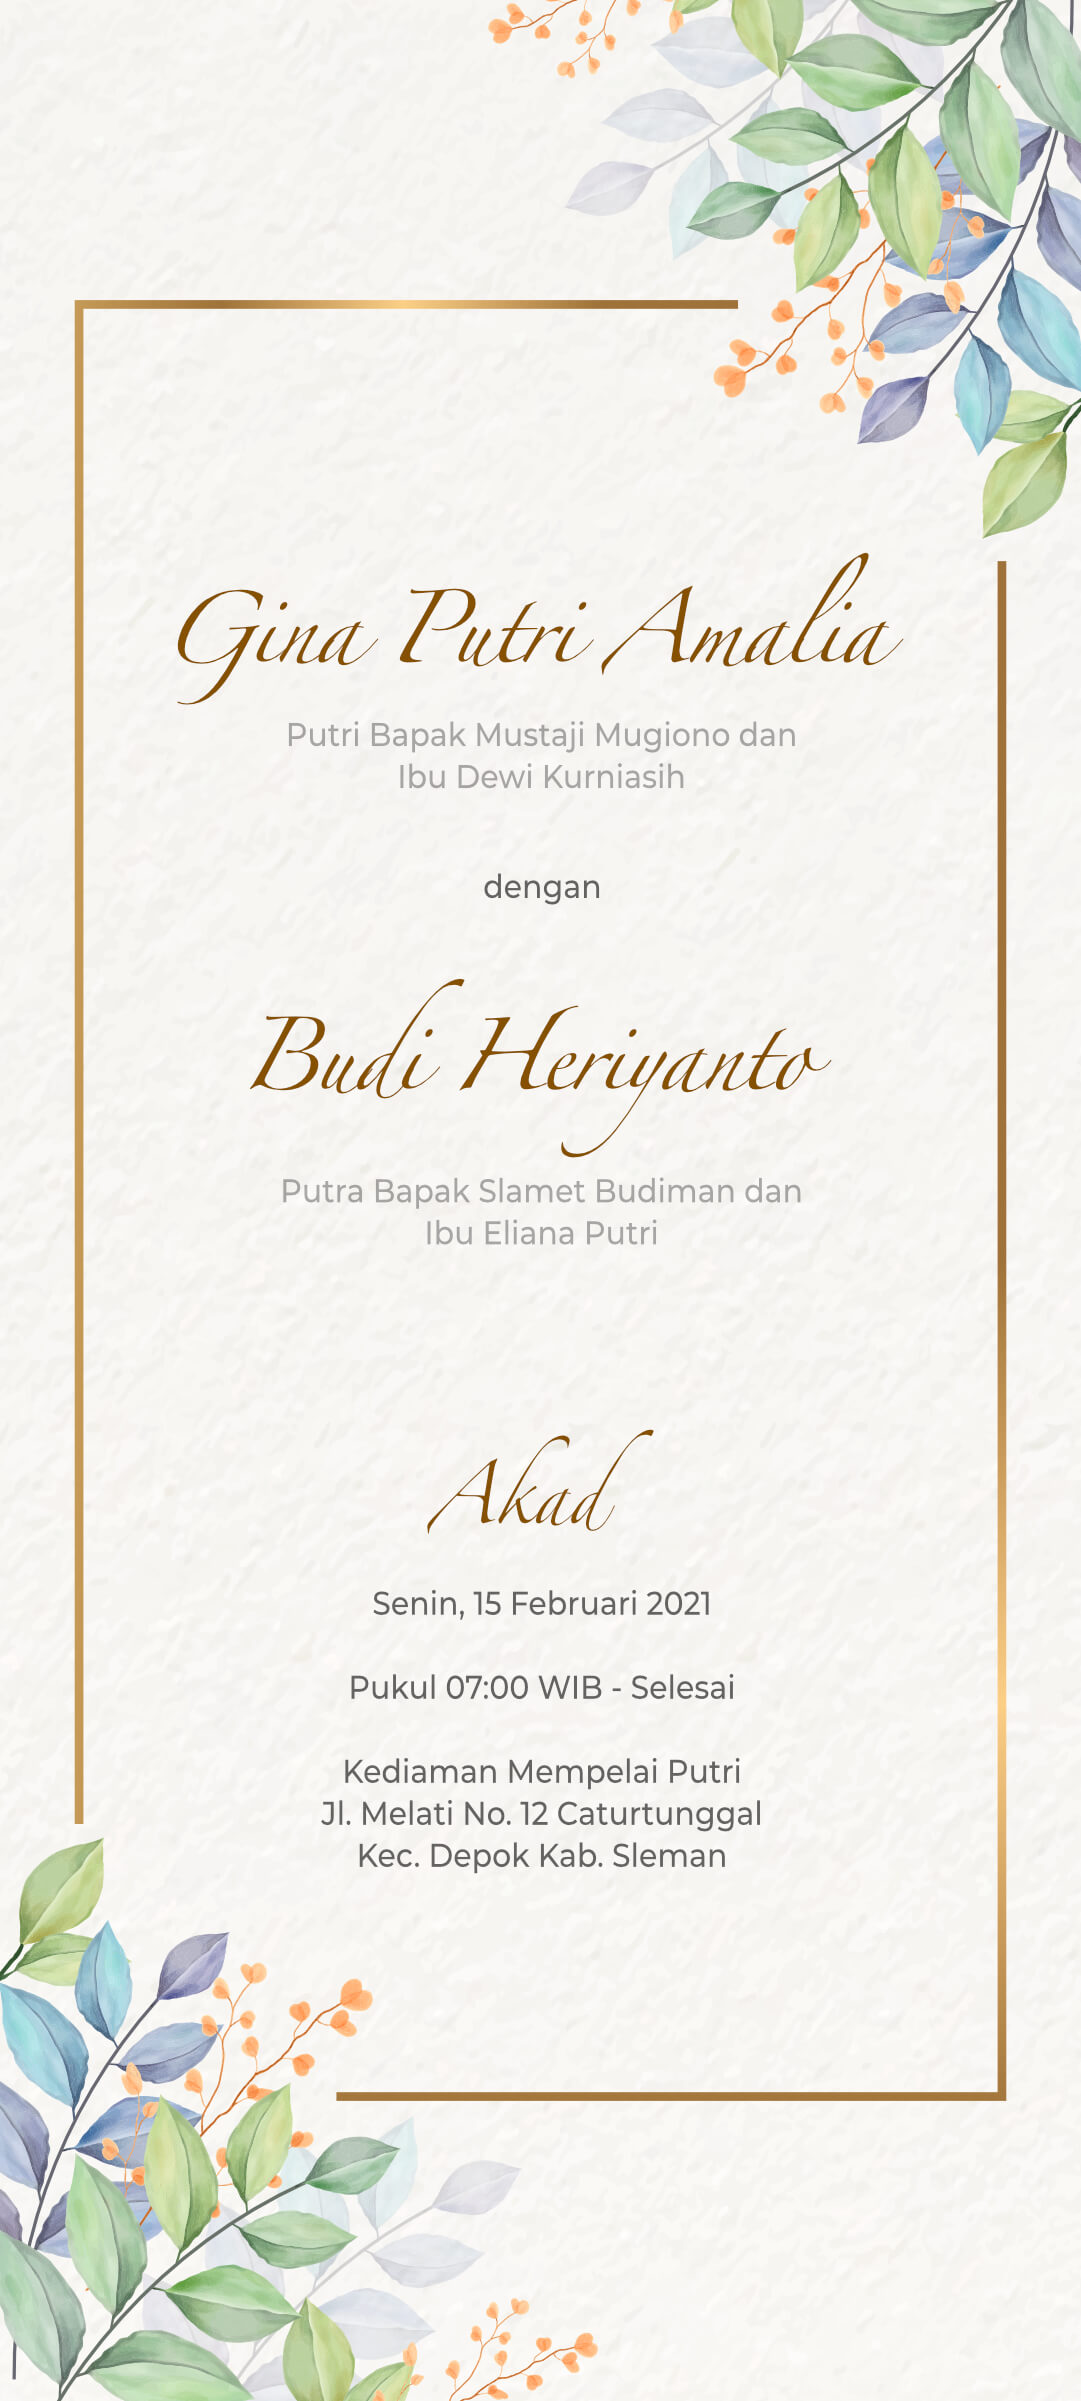 Gina Putri Amalia
Putri Bapak Mustaji Mugiono dan
Ibu Dewi Kurniasih
dengan
Budi Heriyanto
Putra Bapak Slamet Budiman dan
Ibu Eliana Putri
Akad
Senin, 15 Februari 2021
Pukul 07:00 WIB - Selesai
Kediaman Mempelai Putri
Jl. Melati No. 12 Caturtunggal
Kec. Depok Kab. Sleman